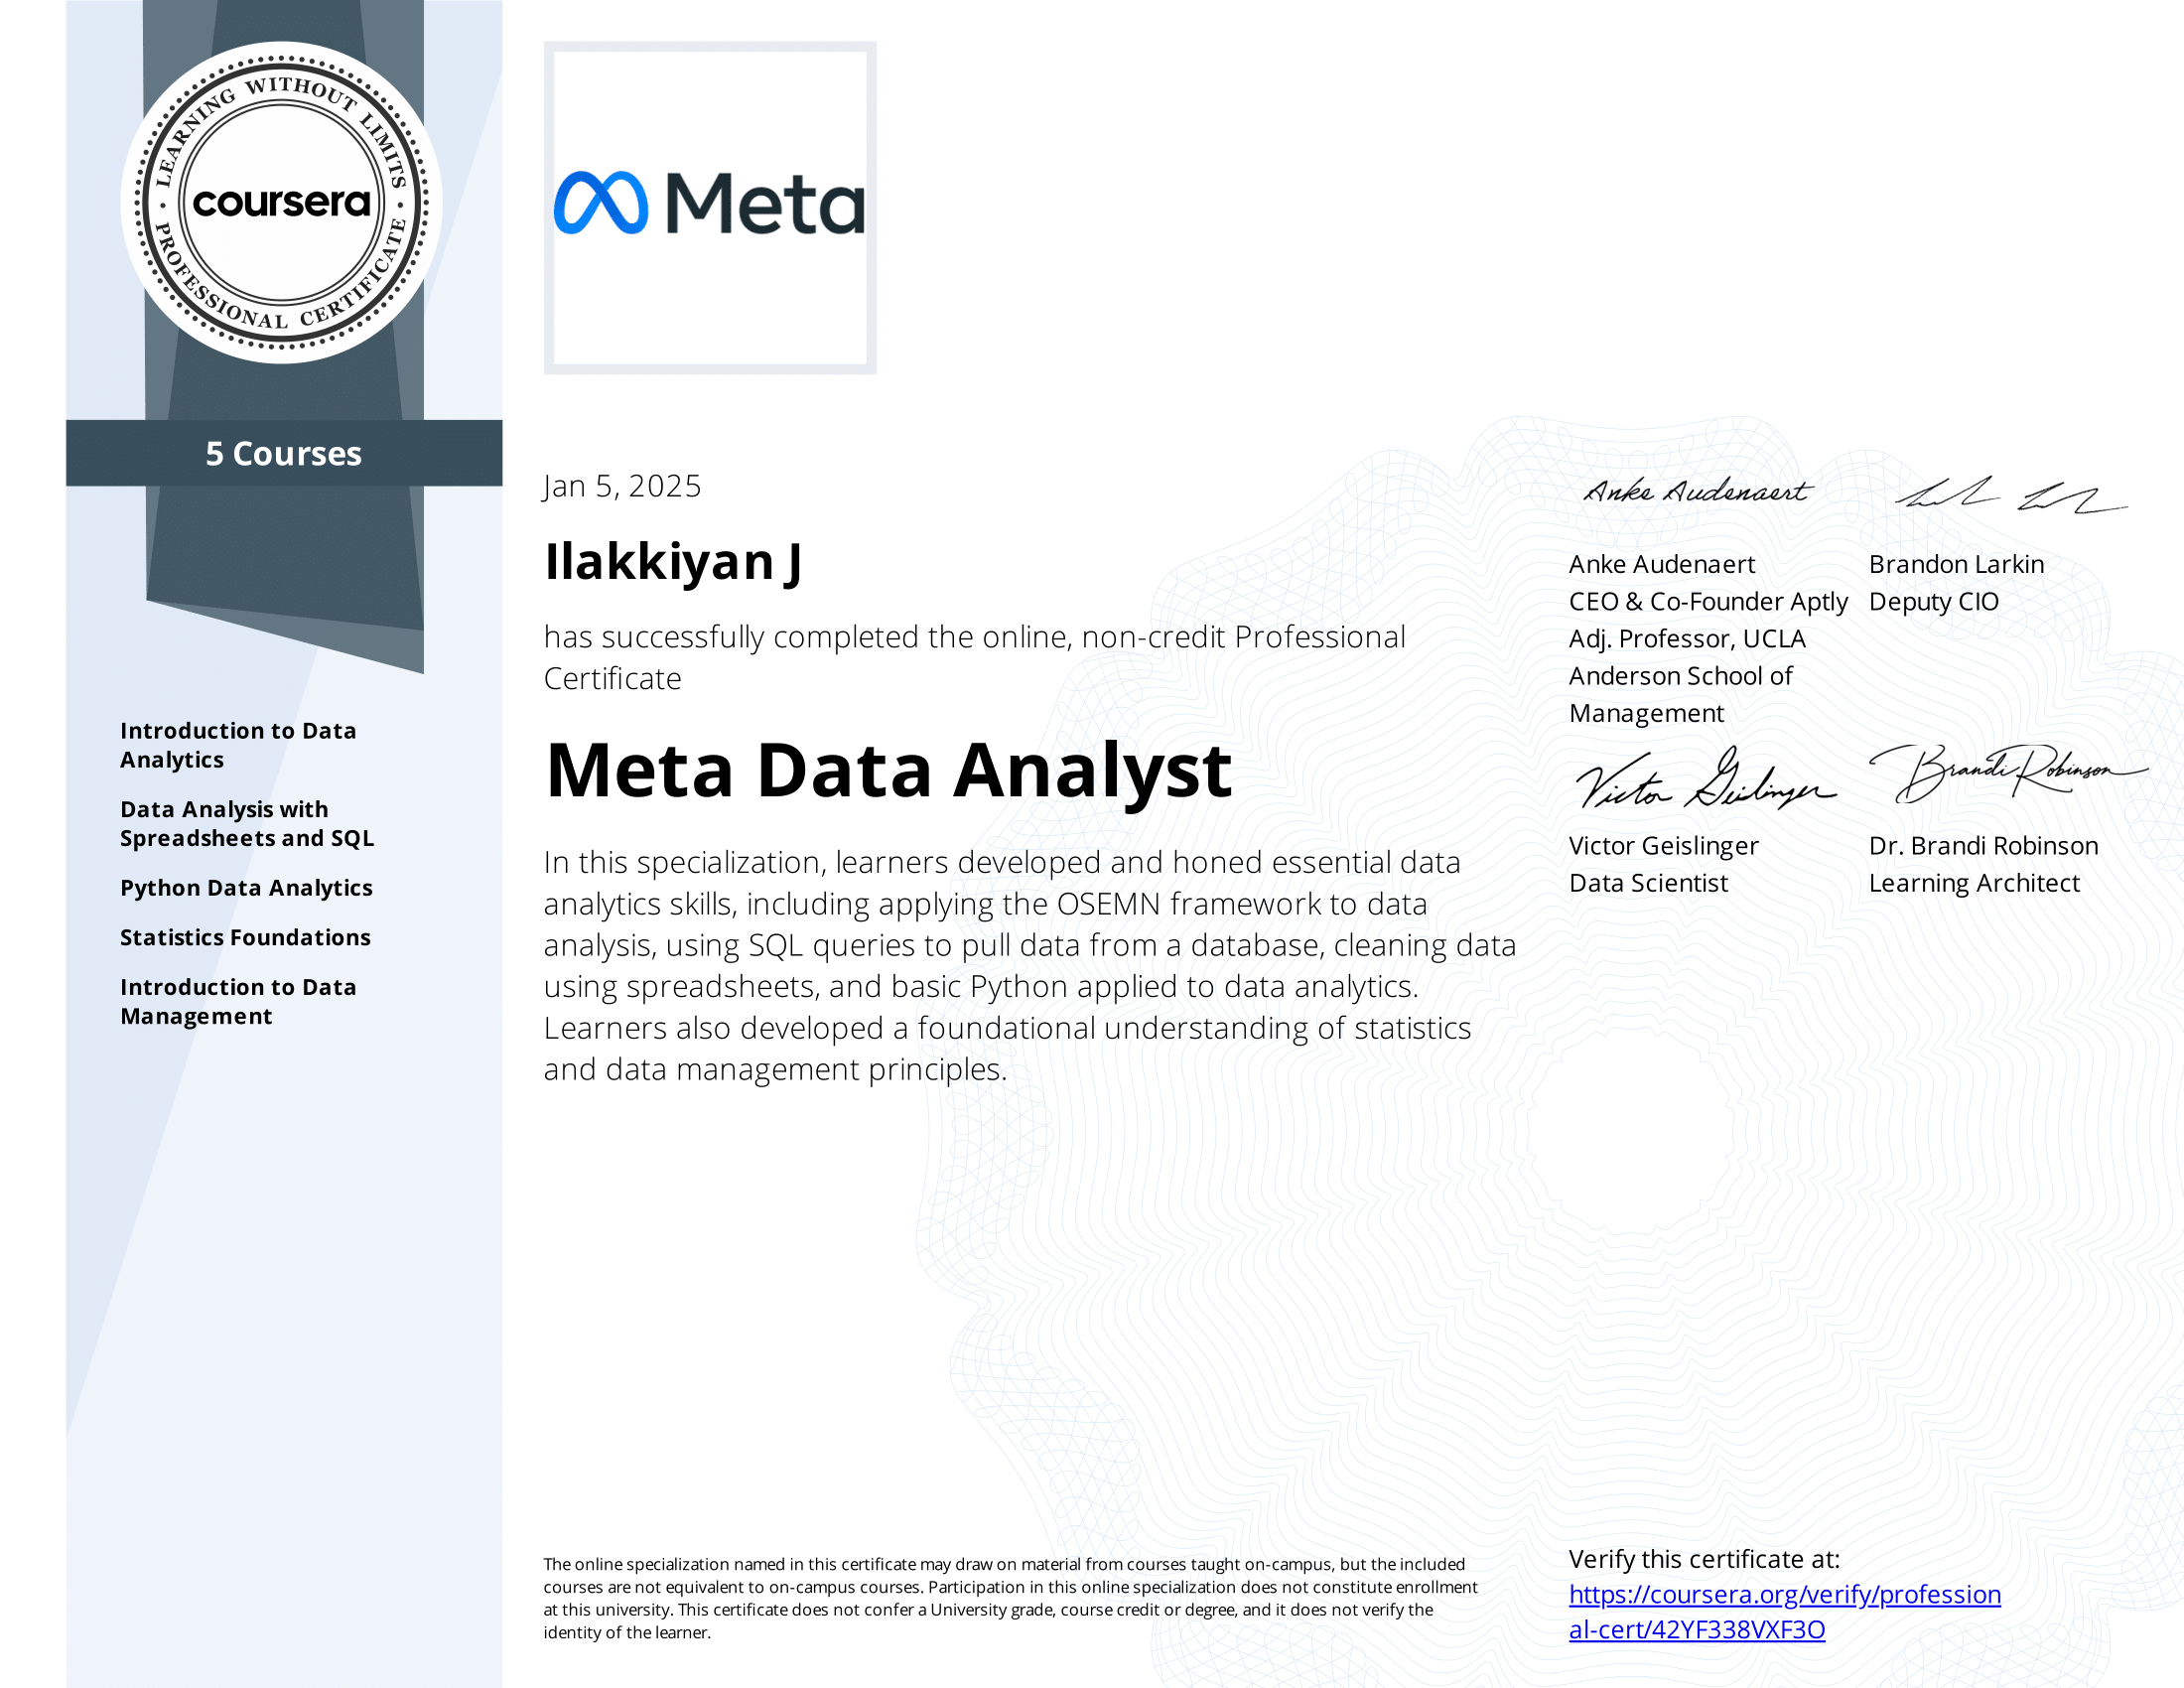 LEARNING WITHOUT LIMITS
coursera
PROFESSIONAL CERTIFICATE
5 Courses
Introduction to Data
Analytics
Data Analysis with
Spreadsheets and SQL
Python Data Analytics
Statistics Foundations
Introduction to Data
Management
Meta
Jan 5, 2025
Ilakkiyan J
has successfully completed the online, non-credit Professional
Certificate
Meta Data Analyst
In this specialization, learners developed and honed essential data
analytics skills, including applying the OSEMN framework to data
analysis, using SQL queries to pull data from a database, cleaning data
using spreadsheets, and basic Python applied to data analytics.
Learners also developed a foundational understanding of statistics
and data management principles.
Anke Audenaert
Anke Audenaert
CEO & Co-Founder Aptly
Adj. Professor, UCLA
Anderson School of
Management
Brandon Larkin
Deputy CIO
Victor Geislinger
Victor Geislinger
Data Scientist
Brandi Robinson
Dr. Brandi Robinson
Learning Architect
The online specialization named in this certificate may draw on material from courses taught on-campus, but the included
courses are not equivalent to on-campus courses. Participation in this online specialization does not constitute enrollment
at this university. This certificate does not confer a University grade, course credit or degree, and it does not verify the
identity of the learner.
Verify this certificate at:
https://coursera.org/verify/profession
al-cert/42YF338VXF3O